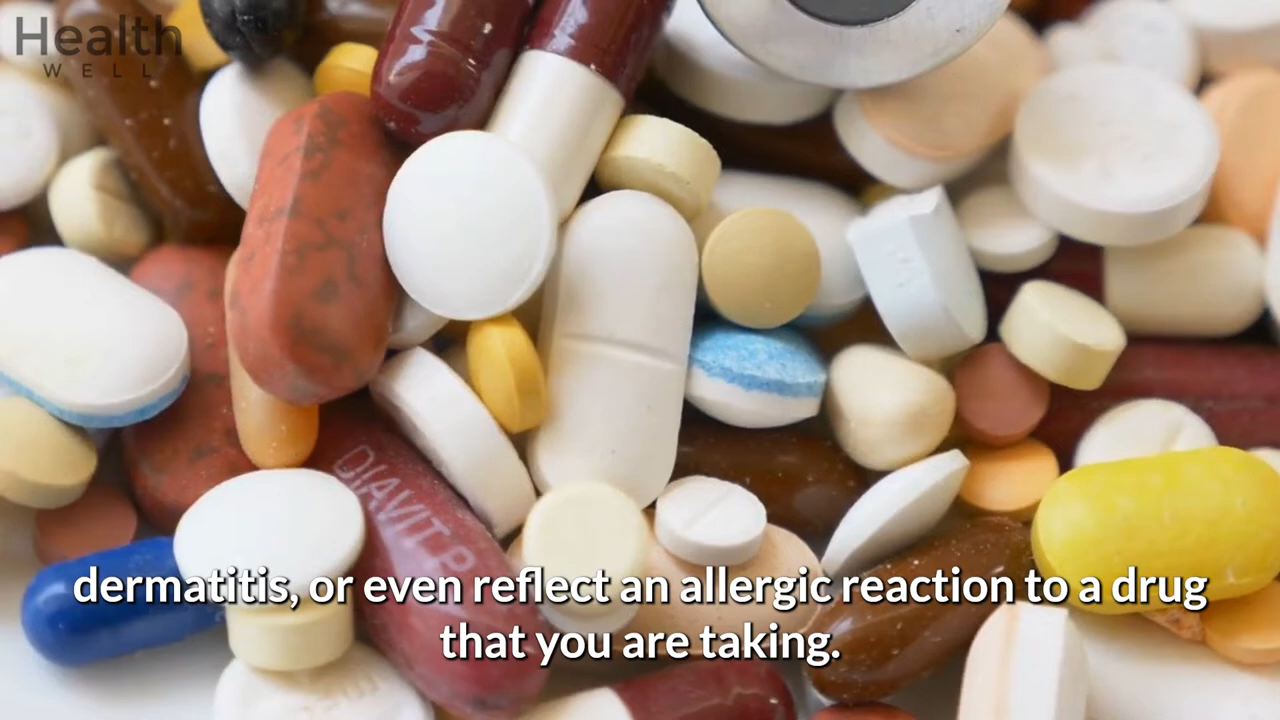 Health
WELL
DIAVIT B
dermatitis, or even reflect an allergic reaction to a drug
that you are taking.